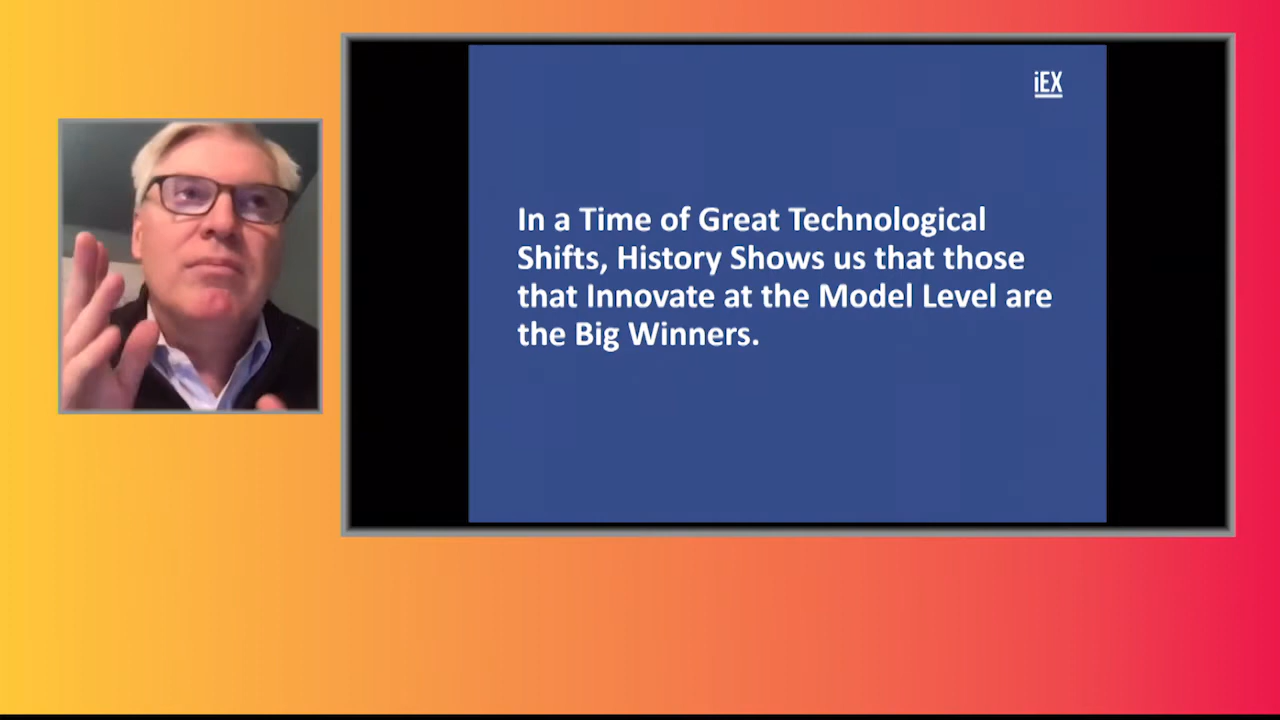 iEX
In a Time of Great Technological
Shifts, History Shows us that those
that Innovate at the Model Level are
the Big Winners.